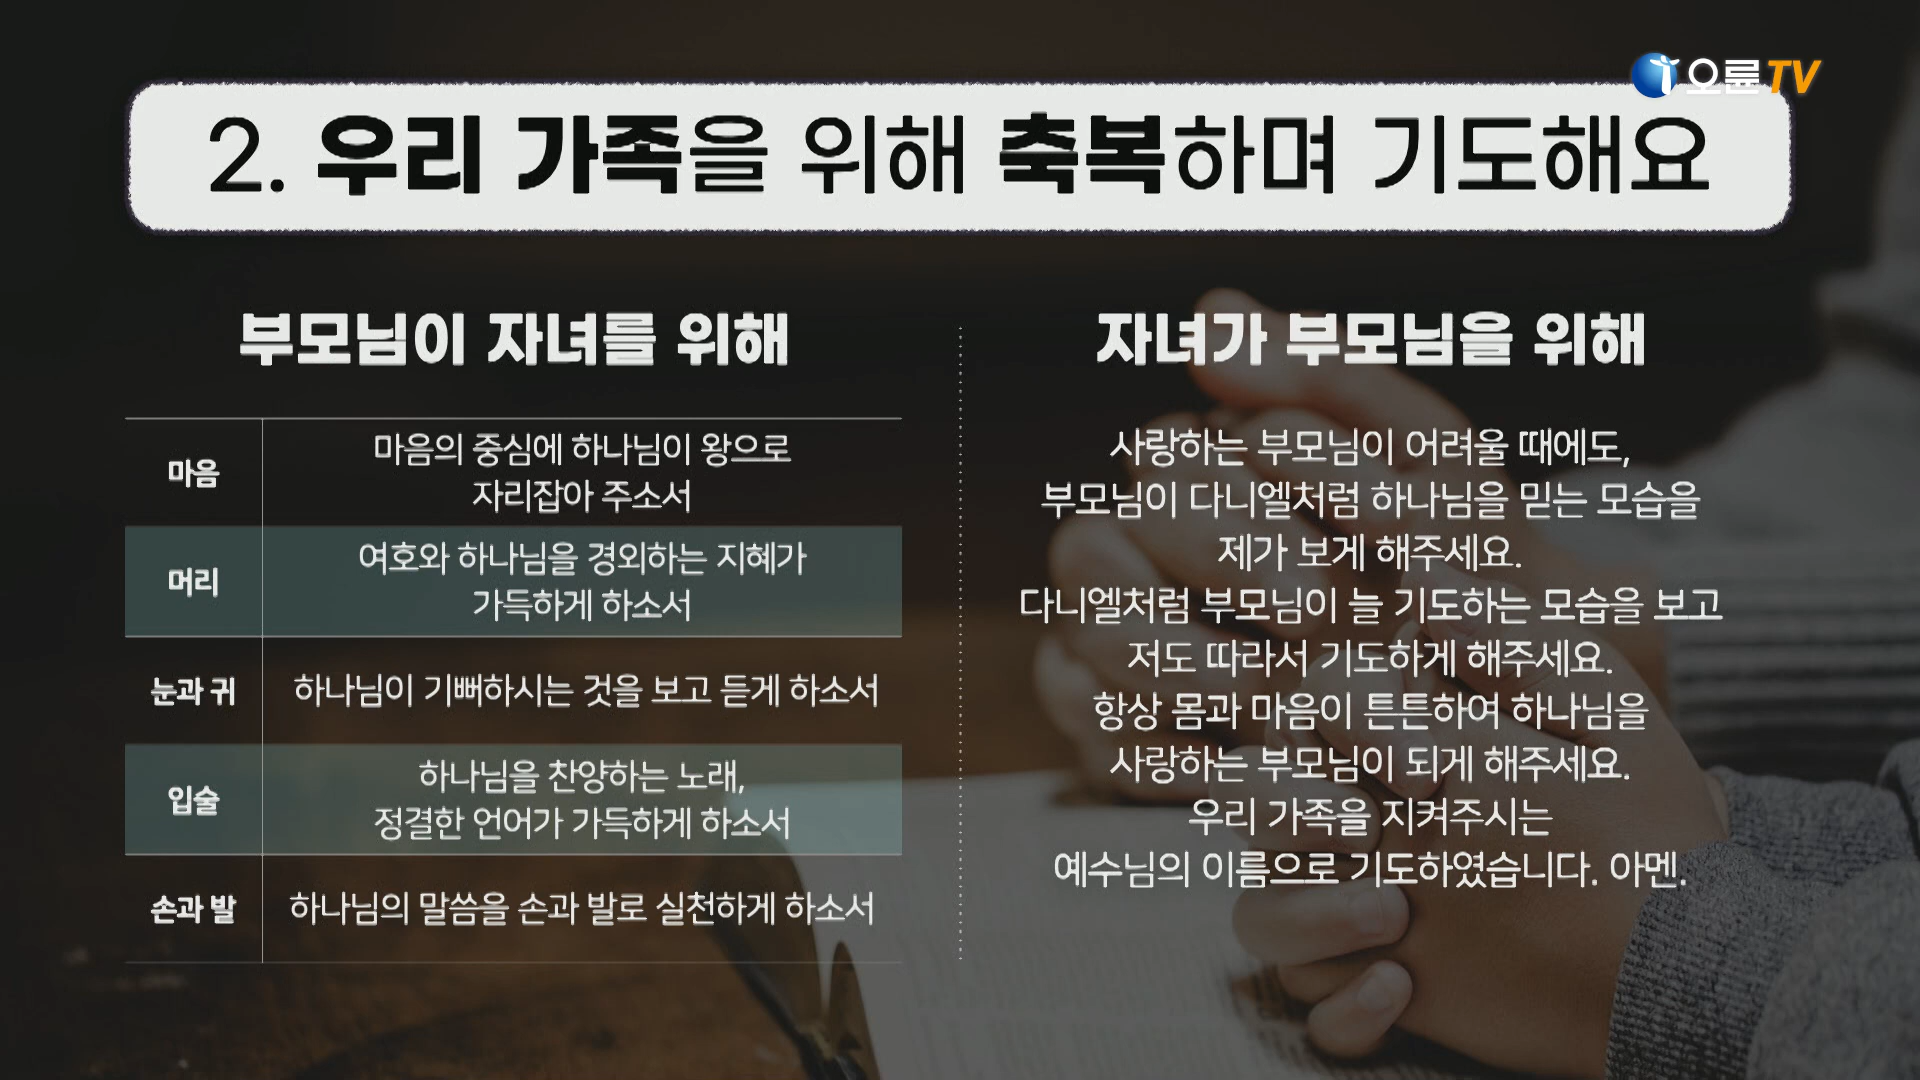 오륜TV
2. 우리 가족을 위해 축복하며 기도해요
부모님이 자녀를 위해
마음
마음의 중심에 하나님이 왕으로
자리잡아 주소서
머리
여호와 하나님을 경외하는 지혜가
가득하게 하소서
눈과 귀
하나님이 기뻐하시는 것을 보고 듣게 하소서
입술
하나님을 찬양하는 노래,
정결한 언어가 가득하게 하소서
손과 발
하나님의 말씀을 손과 발로 실천하게 하소서
자녀가 부모님을 위해
사랑하는 부모님이 어려울 때에도,
부모님이 다니엘처럼 하나님을 믿는 모습을
제가 보게 해주세요.
다니엘처럼 부모님이 늘 기도하는 모습을 보고
저도 따라서 기도하게 해주세요.
항상 몸과 마음이 튼튼하여 하나님을
사랑하는 부모님이 되게 해주세요.
우리 가족을 지켜주시는
예수님의 이름으로 기도하였습니다. 아멘.